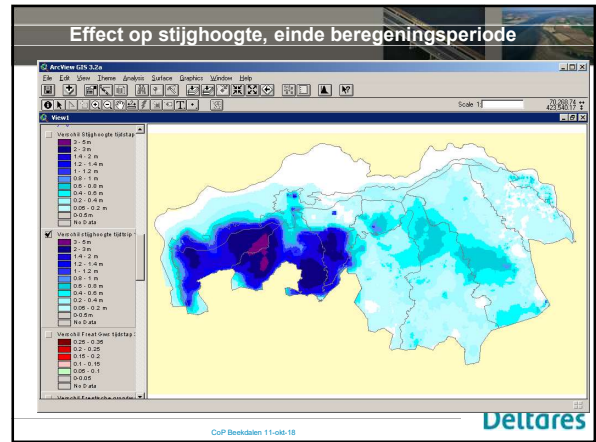 Effect op stijghoogte, einde beregeningsperiode
ArcView GIS 3.2a
File Edit View Theme Analysis Surface Graphics Window Help
Scale 1:
70,268.74
423,540.17
View1
Verschil Stijghoogte tijdstap
3 - 5 m
2 - 3 m
1.4 - 2 m
1.2 - 1.4 m
1 - 1.2 m
0.8 - 1 m
0.6 - 0.8 m
0.4 - 0.6 m
0.2 - 0.4 m
0.05 - 0.2 m
0-0.5m
No Data
Verschil stijghoogte tijdstip
3 - 5m
2 - 3 m
1.4 - 2 m
1.2 - 1.4 m
1 - 1.2 m
0.8 - 1 m
0.6 - 0.8 m
0.4 - 0.6 m
0.2 - 0.4 m
0.05 - 0.2 m
0-0.5m
No Data
Verschil Freat Gws tijdstap
0.25 - 0.35
0.2 - 0.25
0.15 - 0.2
0.1 - 0.15
0.05 - 0.1
0-0.05
No Data
CoP Beekdalen 11-okt-18
Deltares